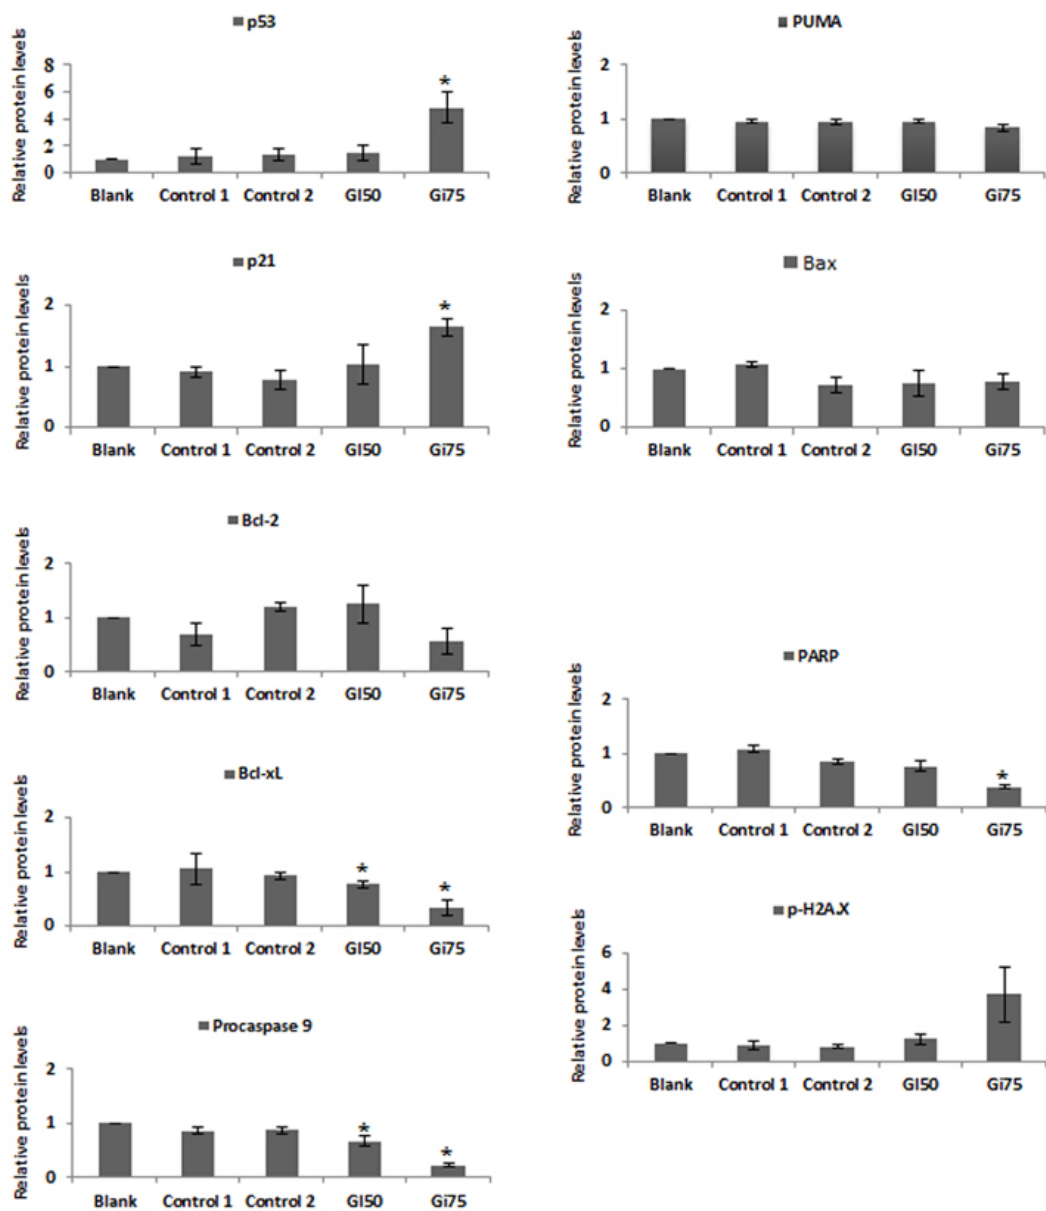 p53
Relative protein levels
8
6
4
2
0
*
Blank Control 1 Control 2 GI50 Gi75
p21
Relative protein levels
2
1
0
*
Blank Control 1 Control 2 GI50 Gi75
Bcl-2
Relative protein levels
2
1
0
Blank Control 1 Control 2 GI50 Gi75
Bcl-xL
Relative protein levels
2
1
0
* *
Blank Control 1 Control 2 GI50 Gi75
Procaspase 9
Relative protein levels
2
1
0
* *
Blank Control 1 Control 2 GI50 Gi75
PUMA
Relative protein levels
2
1
0
Blank Control 1 Control 2 GI50 Gi75
Bax
Relative protein levels
2
1
0
Blank Control 1 Control 2 GI50 Gi75
PARP
Relative protein levels
2
1
0
*
Blank Control 1 Control 2 GI50 Gi75
p-H2A.X
Relative protein levels
6
4
2
0
Blank Control 1 Control 2 GI50 Gi75